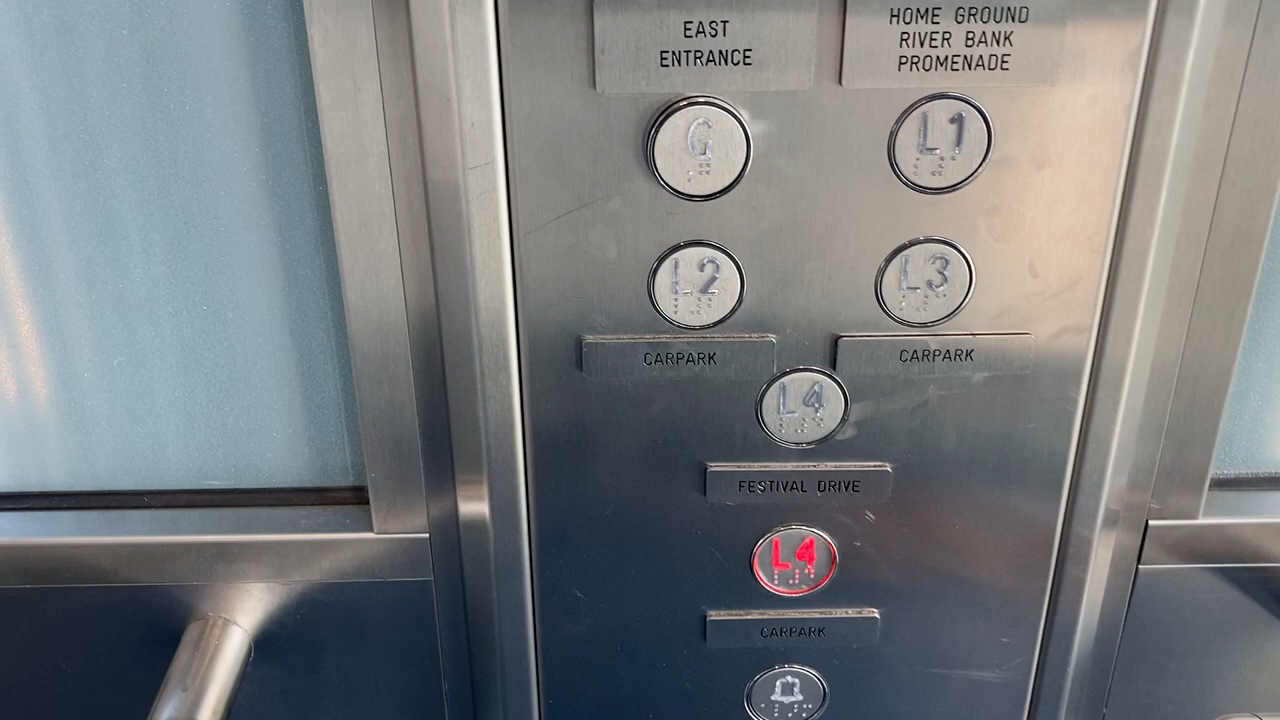 EAST
ENTRANCE
HOME GROUND
RIVER BANK
PROMENADE
G
L1
L2
L3
CARPARK
CARPARK
L4
FESTIVAL DRIVE
L4
CARPARK